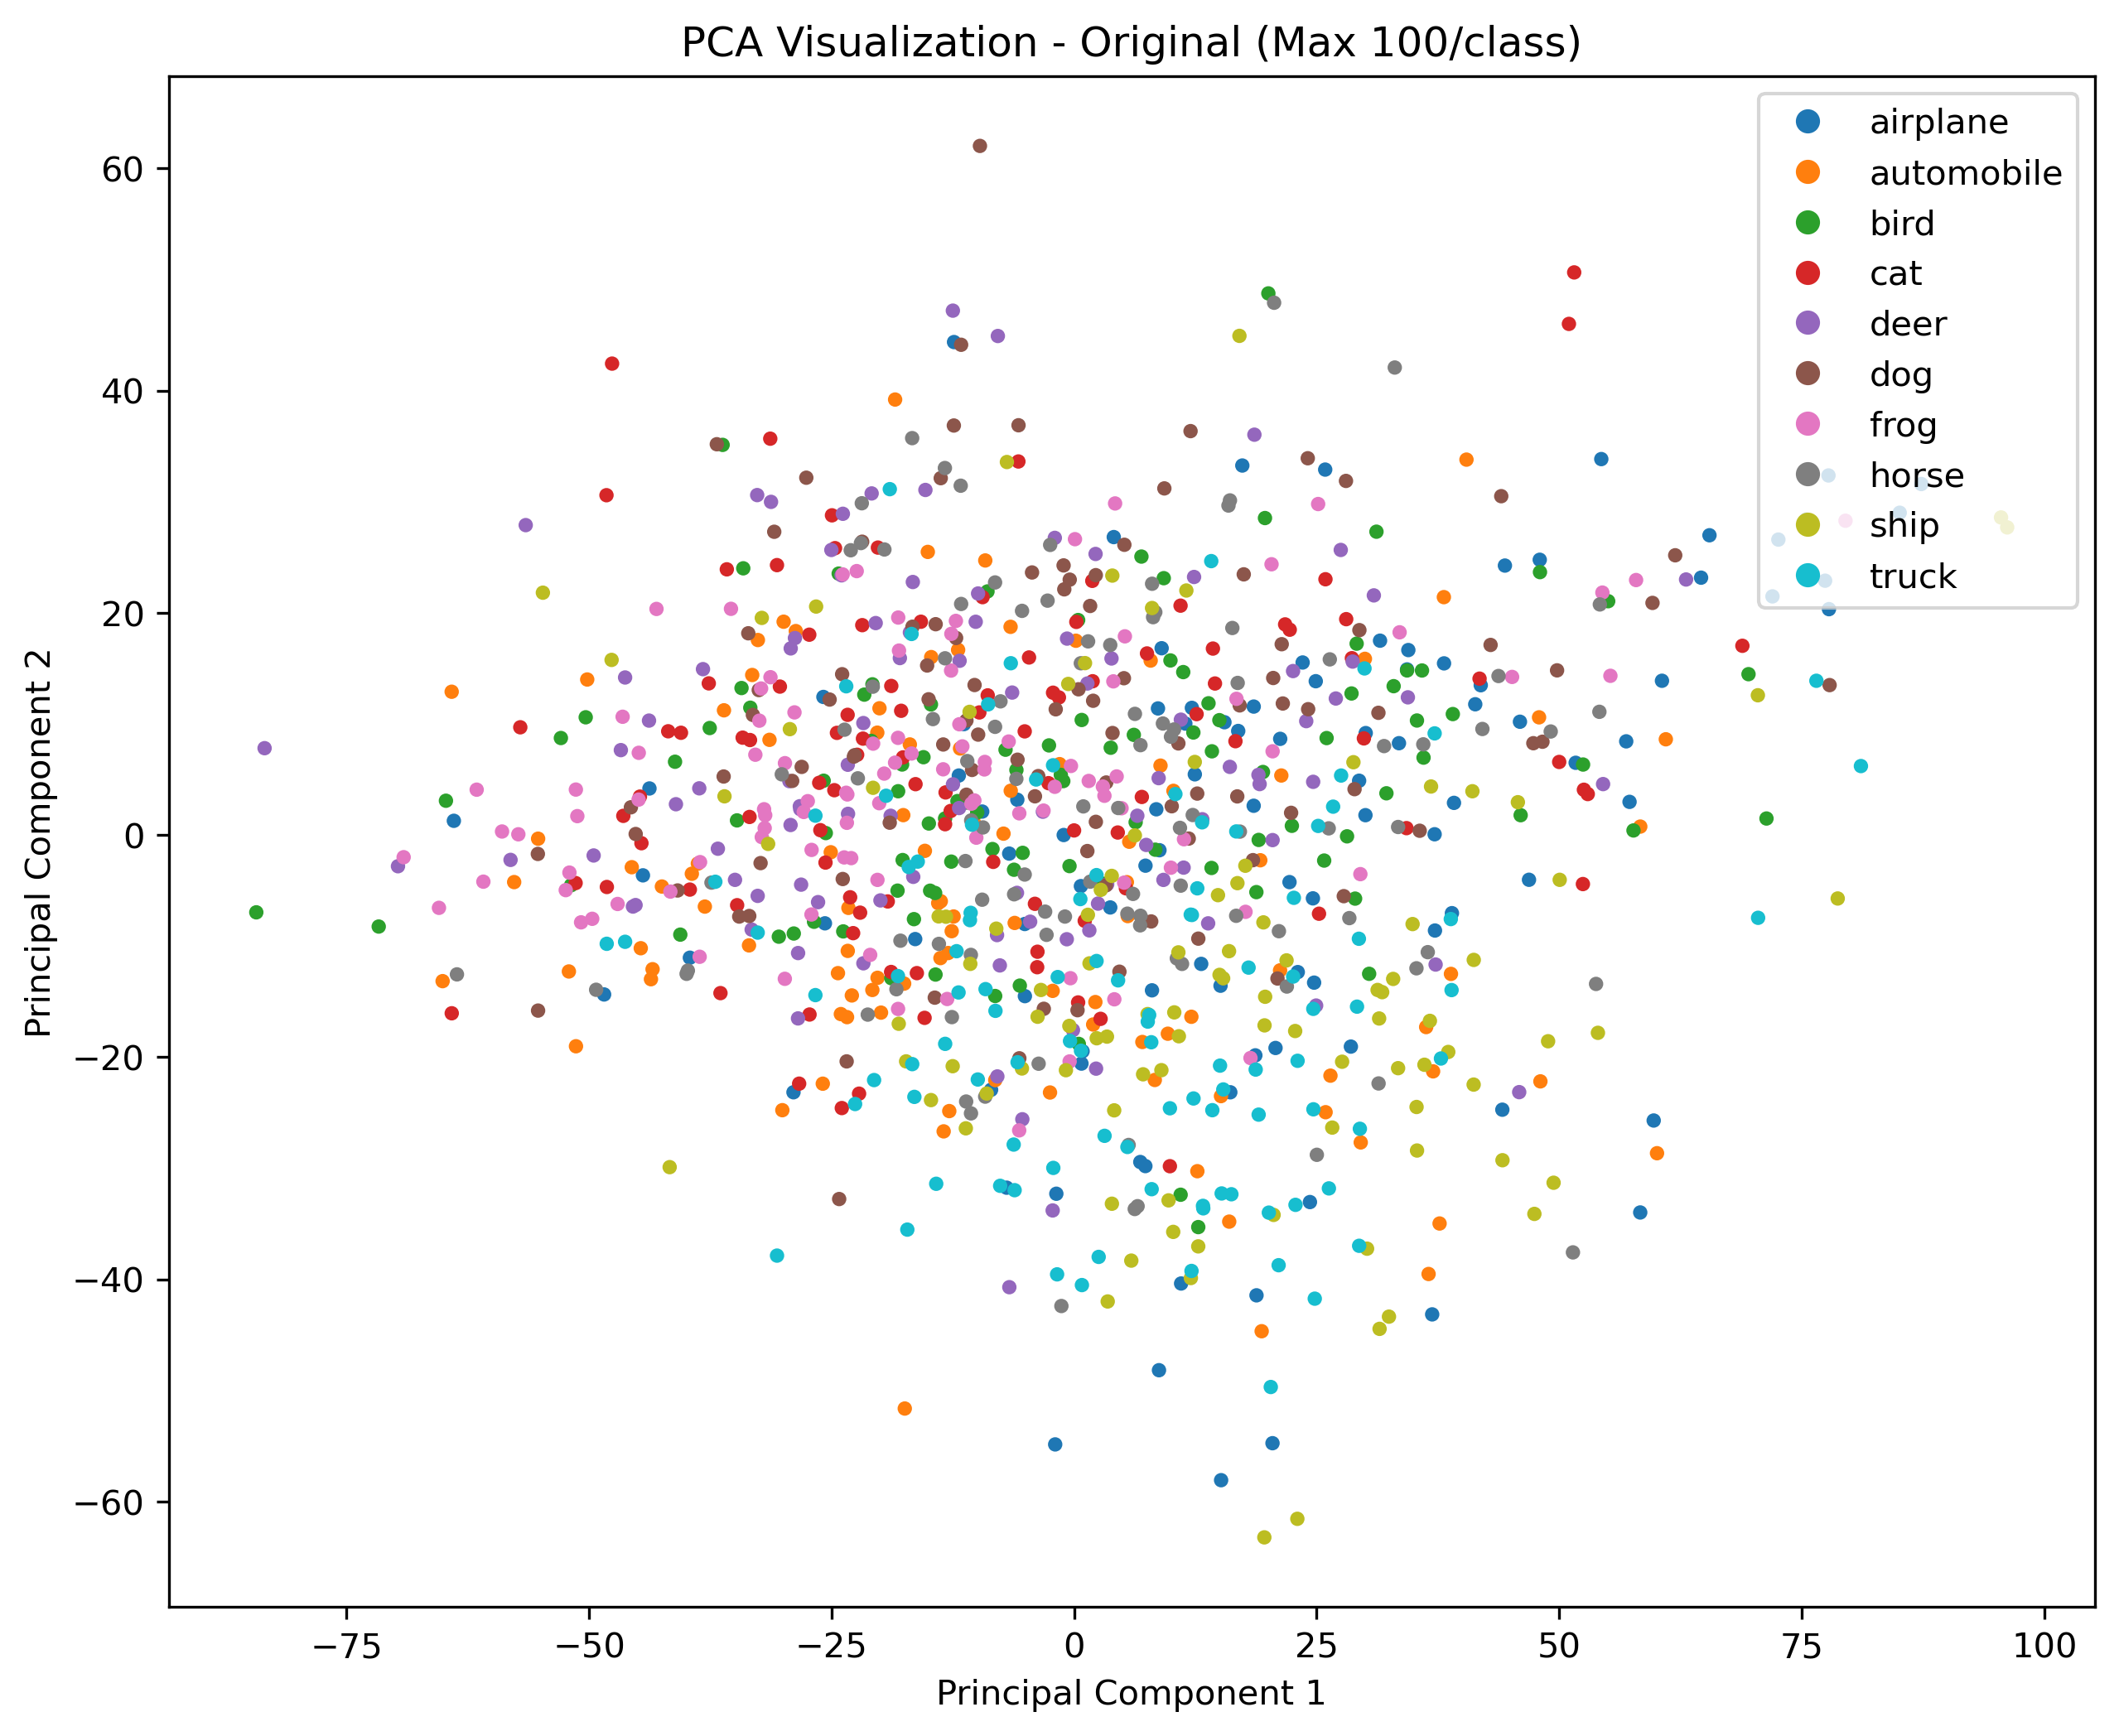 PCA Visualization - Original (Max 100/class)
airplane
automobile
bird
cat
deer
dog
frog
horse
ship
truck
60
40
20
0
−20
−40
−60
Principal Component 2
−75 −50 −25 0 25 50 75 100
Principal Component 1